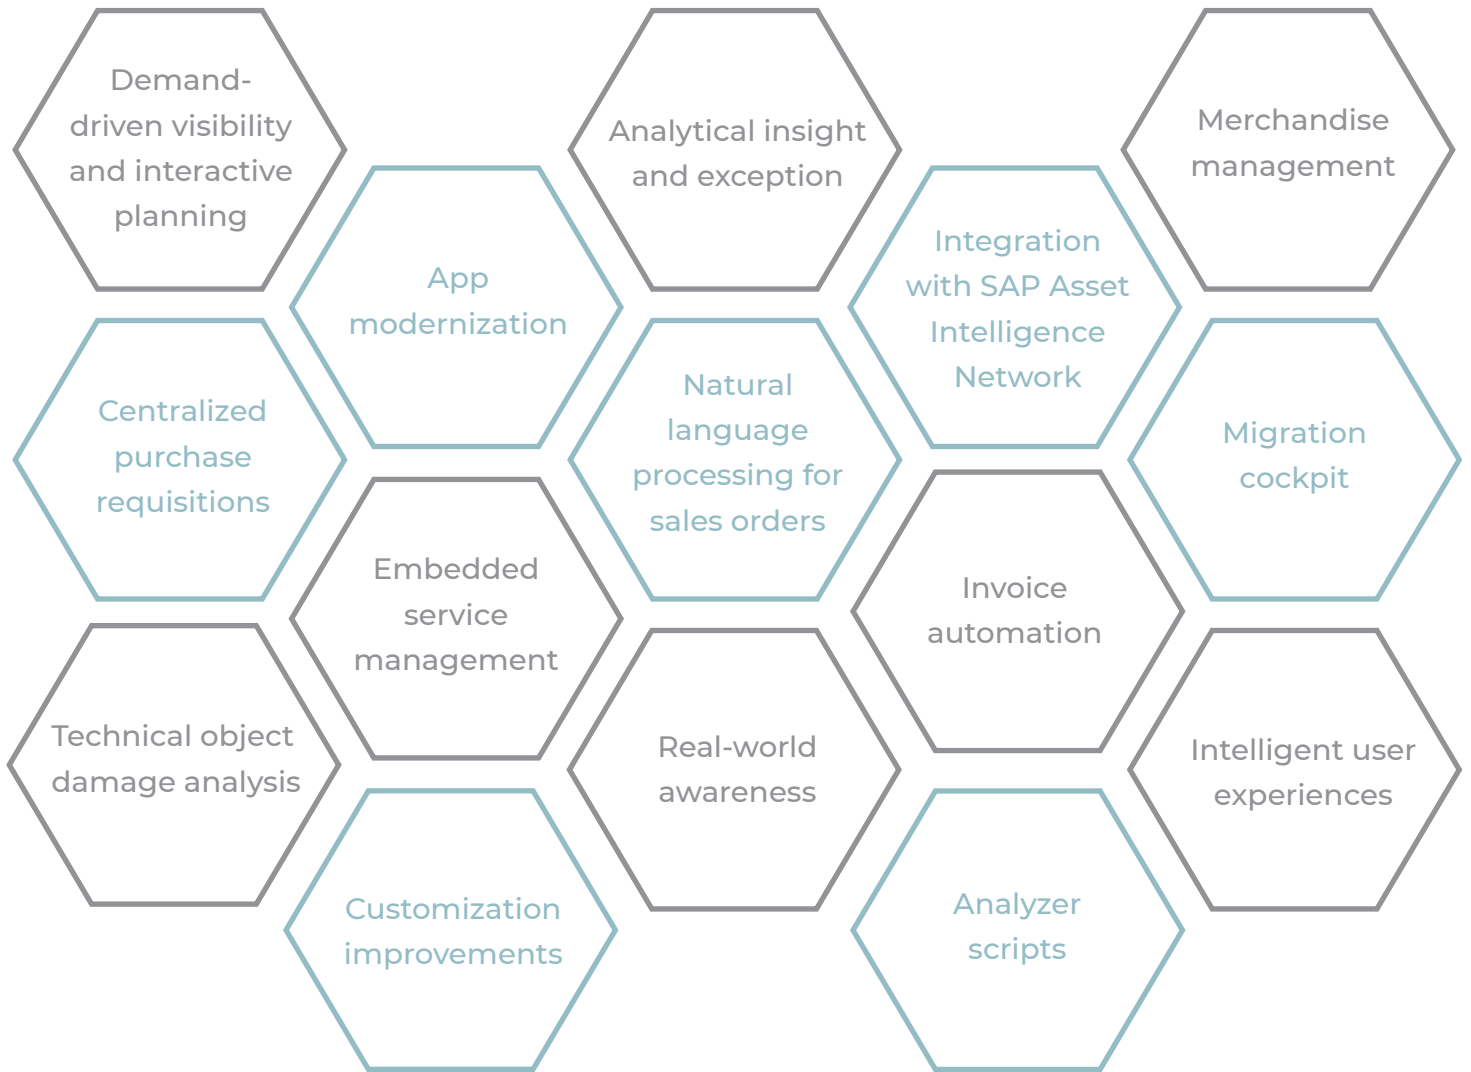 Demand-
driven visibility
and interactive
planning
Analytical insight
and exception
Merchandise
management
App
modernization
Integration
with SAP Asset
Intelligence
Network
Centralized
purchase
requisitions
Natural
language
processing for
sales orders
Migration
cockpit
Embedded
service
management
Invoice
automation
Technical object
damage analysis
Real-world
awareness
Intelligent user
experiences
Customization
improvements
Analyzer
scripts